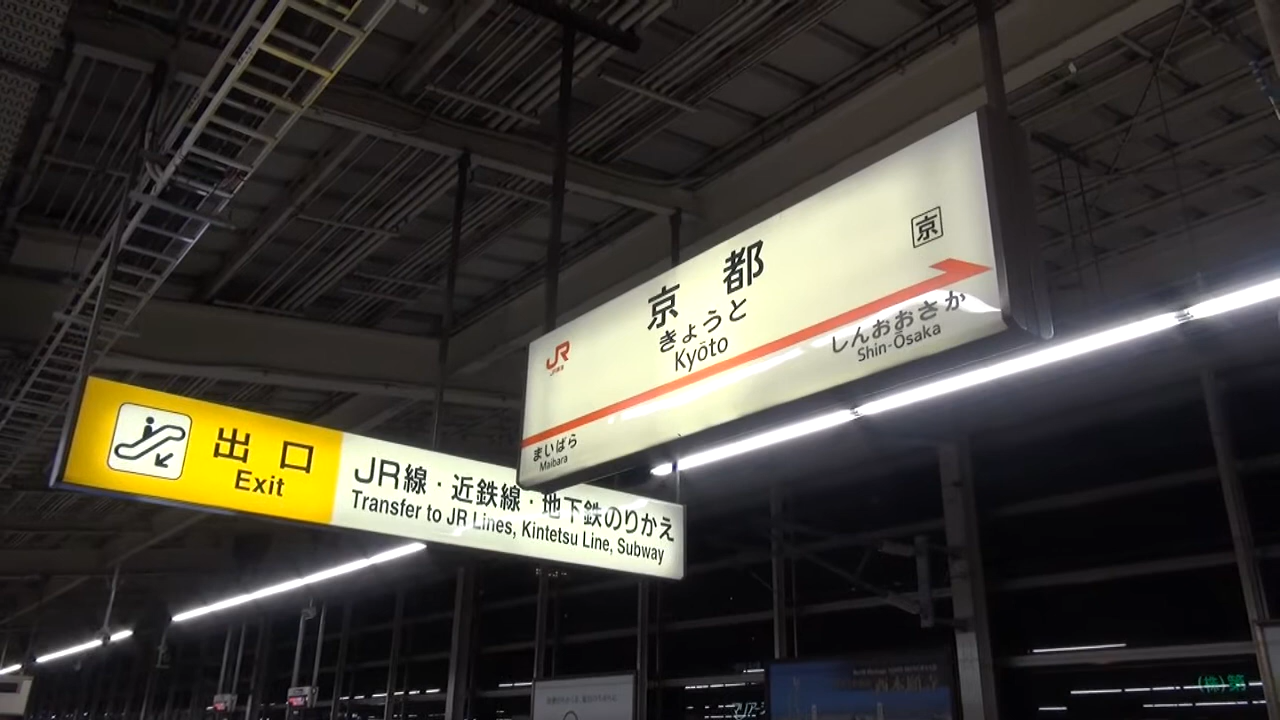 京
京都
きょうと
Kyōto
しんおおさか
Shin-Ōsaka
JR
まいばら
Maibara
出口
Exit
JR線・近鉄線・地下鉄のりかえ
Transfer to JR Lines, Kintetsu Line, Subway
(株)第